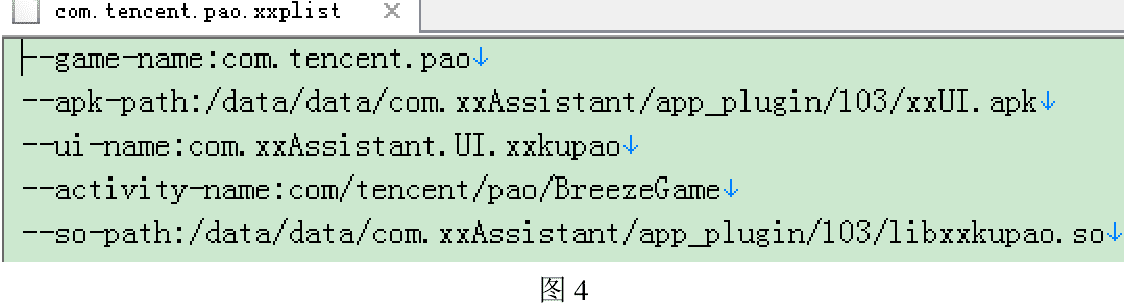 com.tencent.pao.xxplist
--game-name:com.tencent.pao↓
--apk-path:/data/data/com.xxAssistant/app_plugin/103/xxUI.apk↓
--ui-name:com.xxAssistant.UI.xxkupao↓
--activity-name:com/tencent/pao/BreezeGame↓
--so-path:/data/data/com.xxAssistant/app_plugin/103/libxxkupao.so↓
图 4